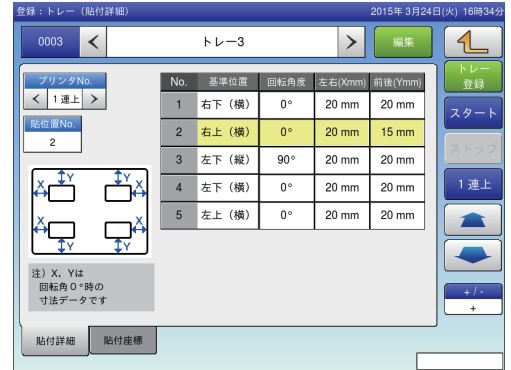 登録：トレー（貼付詳細） 2015年 3月24日(火) 16時34分
0003 トレー3 編集
トレー
登録
スタート
ストップ
1連上
+ / -
+
プリンタNo.
1連上
貼位置No.
2
No. 基準位置 回転角度 左右(Xmm) 前後(Ymm)
1 右下（横） 0° 20 mm 20 mm
2 右上（横） 0° 20 mm 15 mm
3 左下（縦） 90° 20 mm 20 mm
4 左下（横） 0° 20 mm 20 mm
5 左上（横） 0° 20 mm 20 mm
X Y Y X
X Y Y X
注）X，Yは
回転角0°時の
寸法データです
貼付詳細 貼付座標